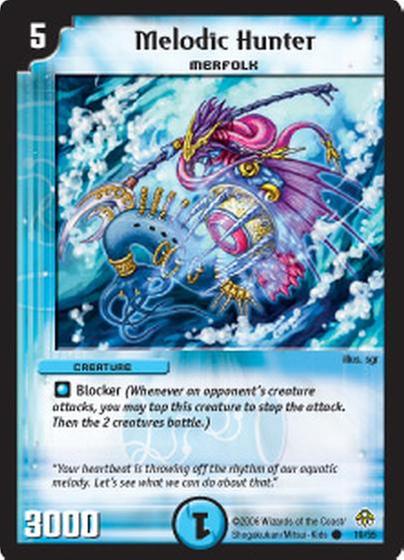 5
Melodic Hunter
MERFOLK
illus. sgr
CREATURE
Blocker (Whenever an opponent's creature
attacks, you may tap this creature to stop the attack.
Then the 2 creatures battle.)
"Your heartbeat is throwing off the rhythm of our aquatic
melody. Let's see what we can do about that."
3000
1
©2006 Wizards of the Coast/
Shogakukan/Mitsui-Kids
/55